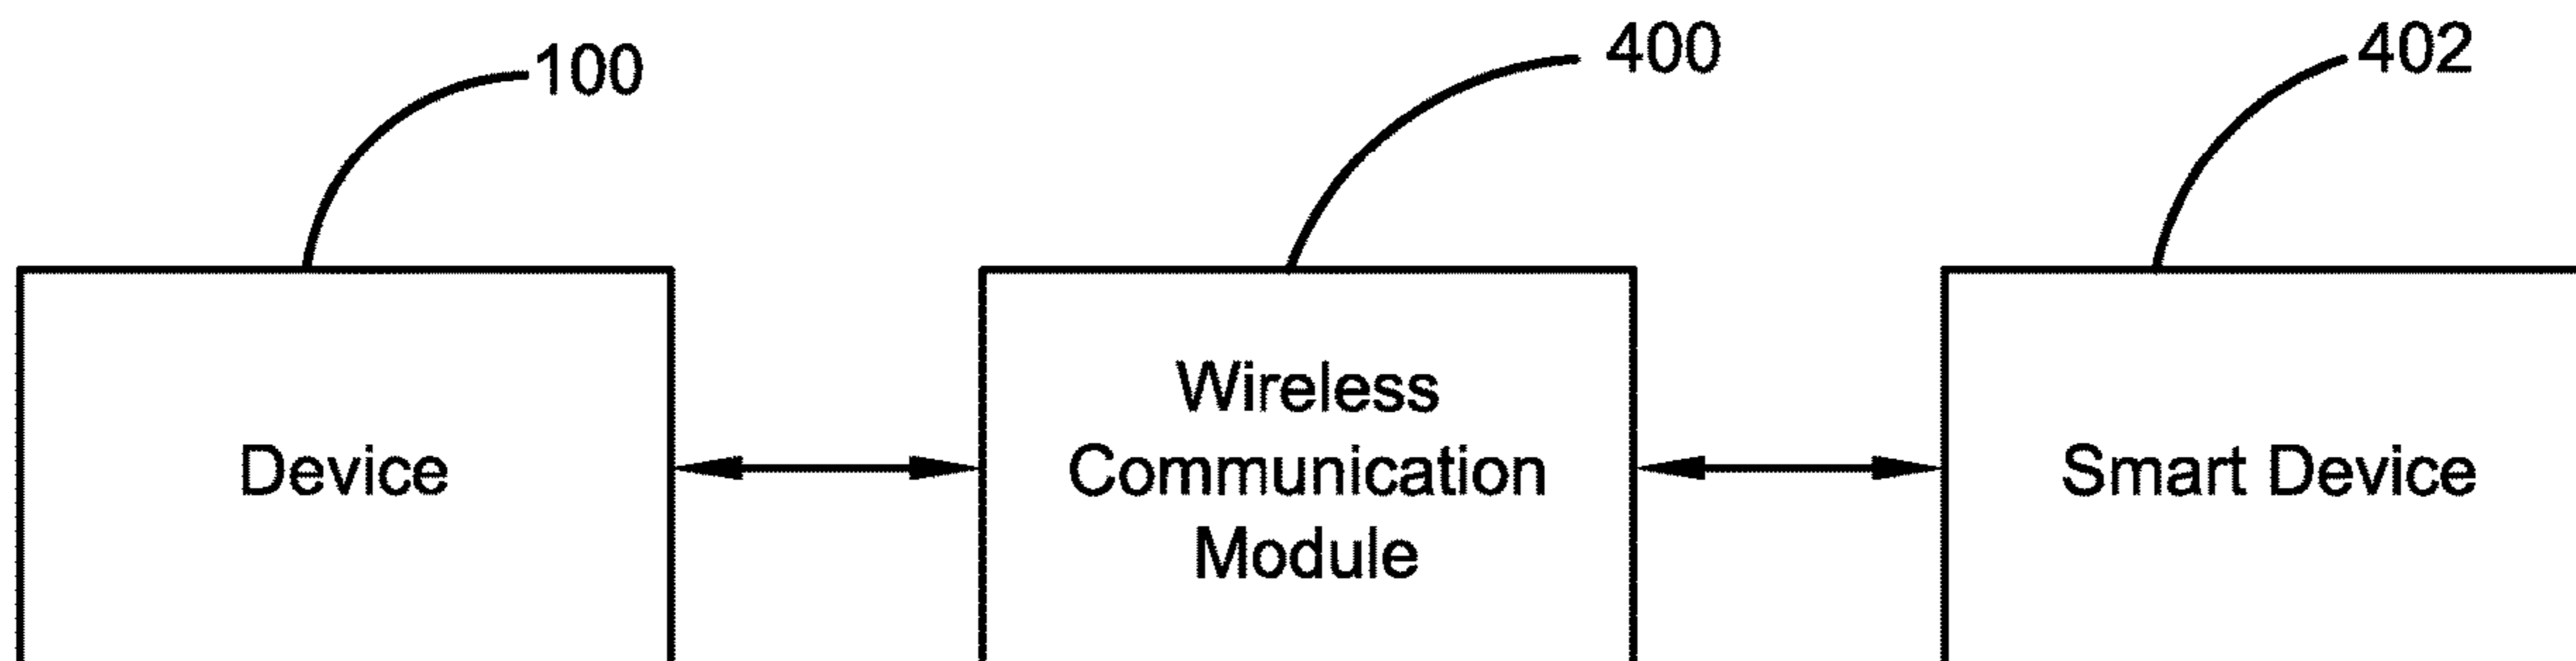 100
400
402
Device
Wireless
Communication
Module
Smart Device